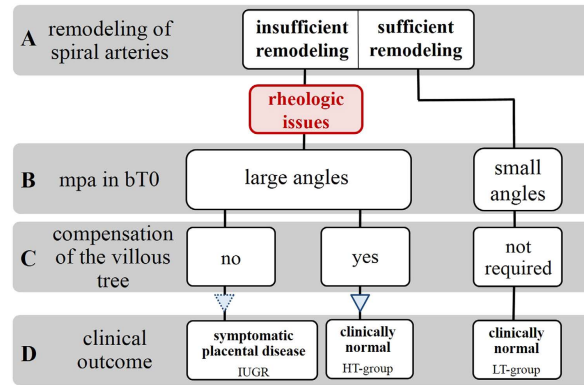 A
remodeling of
spiral arteries
insufficient
remodeling
sufficient
remodeling
rheologic
issues
B
mpa in bT0
large angles
small
angles
C
compensation
of the villous
tree
no
yes
not
required
D
clinical
outcome
symptomatic
placental disease
IUGR
clinically
normal
HT-group
clinically
normal
LT-group